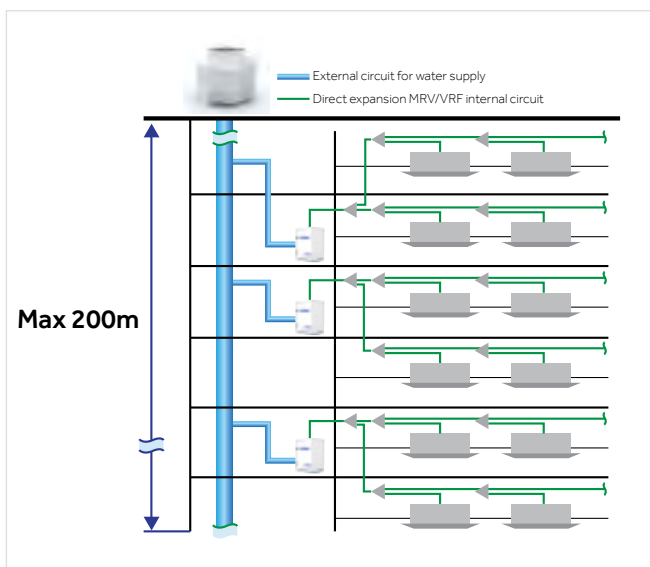 External circuit for water supply
Direct expansion MRV/VRF internal circuit
Max 200m